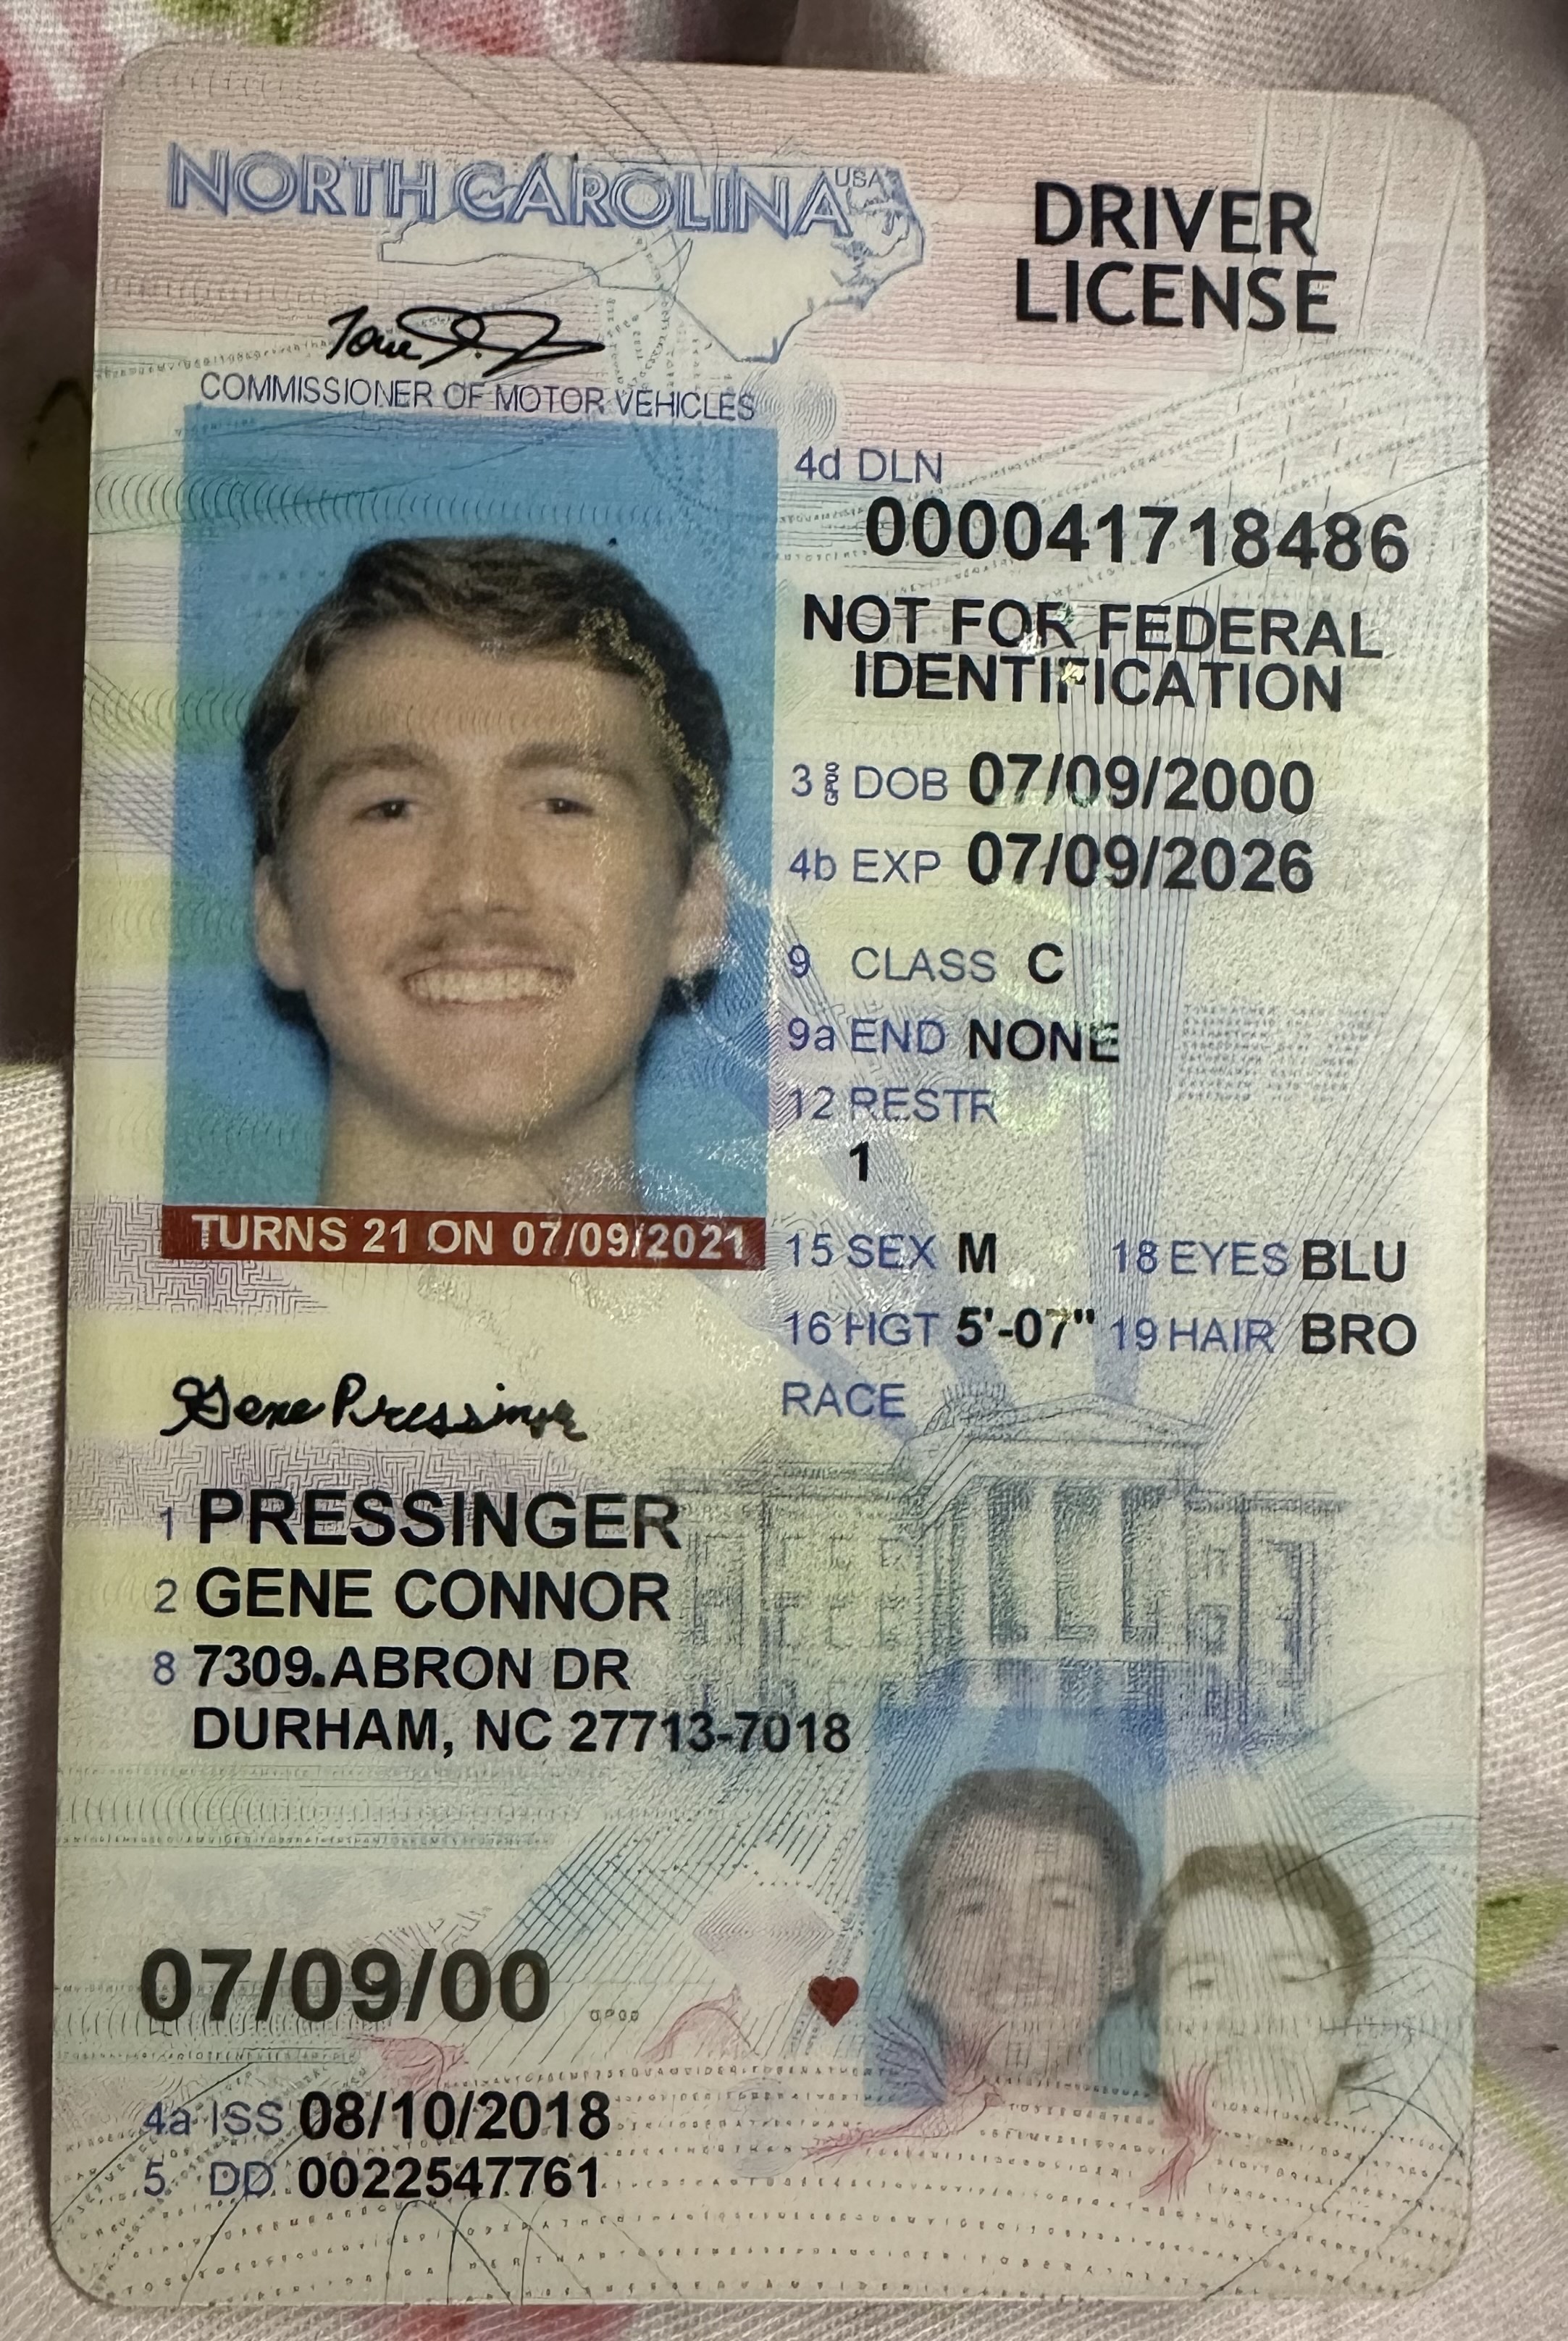 NORTH CAROLINA USA
DRIVER
LICENSE
COMMISSIONER OF MOTOR VEHICLES
4d DLN
000041718486
NOT FOR FEDERAL
IDENTIFICATION
3 DOB 07/09/2000
4b EXP 07/09/2026
9 CLASS C
9a END NONE
12 RESTR
1
TURNS 21 ON 07/09/2021
15 SEX M 18 EYES BLU
16 HGT 5'-07" 19 HAIR BRO
RACE
Gene
1 PRESSINGER
2 GENE CONNOR
8 7309.ABRON DR
DURHAM, NC 27713-7018
07/09/00
4a ISS 08/10/2018
5 DD 0022547761